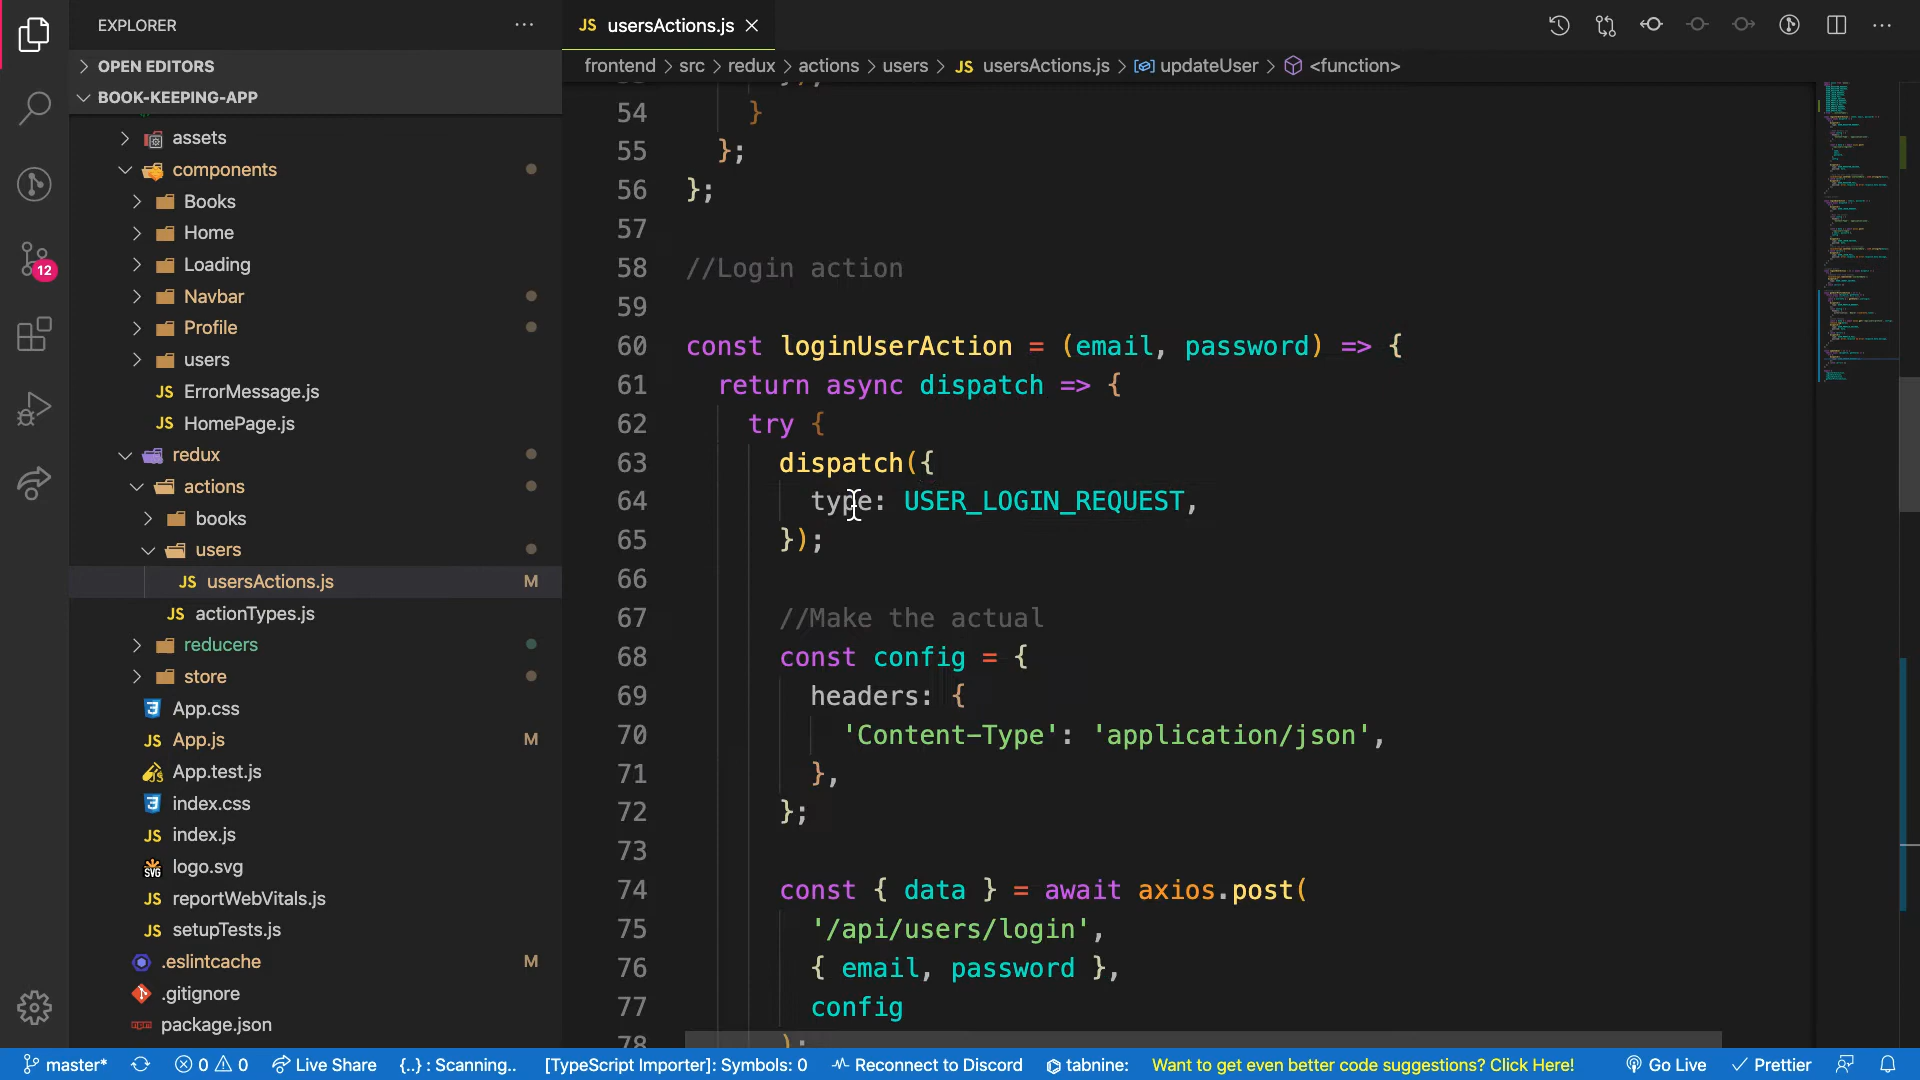 EXPLORER
OPEN EDITORS
BOOK-KEEPING-APP
assets
components
Books
Home
Loading
Navbar
Profile
users
JS ErrorMessage.js
JS HomePage.js
redux
actions
books
users
JS usersActions.js M
JS actionTypes.js
reducers
store
App.css
JS App.js M
App.test.js
index.css
JS index.js
SVG logo.svg
JS reportWebVitals.js
JS setupTests.js
.eslintcache M
.gitignore
package.json
12
JS usersActions.js
frontend > src > redux > actions > users > JS usersActions.js > updateUser > <function>
54 }
55 };
56 };
57
58 //Login action
59
60 const loginUserAction = (email, password) => {
61 return async dispatch => {
62 try {
63 dispatch({
64 type: USER_LOGIN_REQUEST,
65 });
66
67 //Make the actual
68 const config = {
69 headers: {
70 'Content-Type': 'application/json',
71 },
72 };
73
74 const { data } = await axios.post(
75 '/api/users/login',
76 { email, password },
77 config
78 );
master* 0 0 Live Share {..} : Scanning.. [TypeScript Importer]: Symbols: 0 Reconnect to Discord tabnine: Want to get even better code suggestions? Click Here! Go Live Prettier